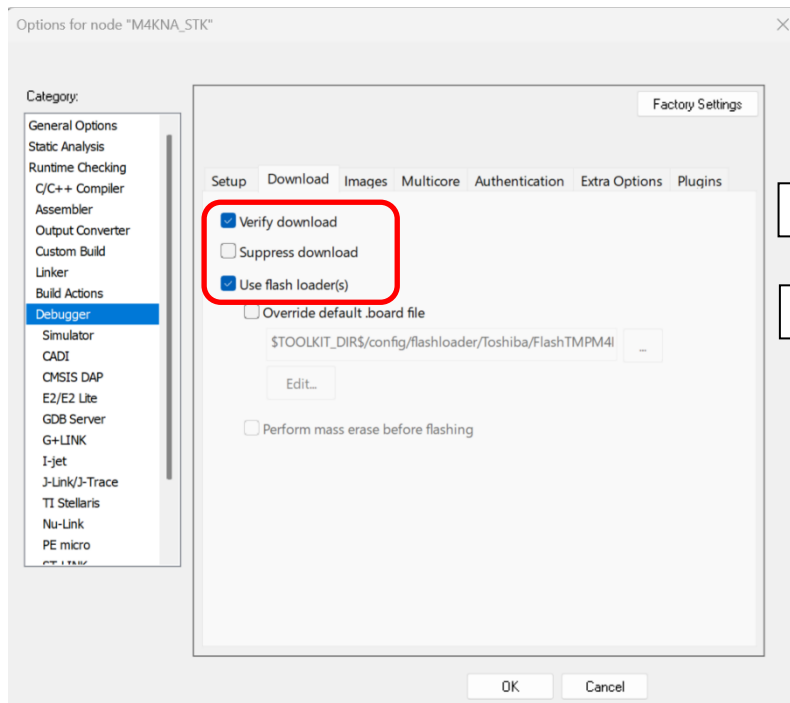 Options for node "M4KNA_STK"
Category:
Factory Settings
General Options
Static Analysis
Runtime Checking
C/C++ Compiler
Assembler
Output Converter
Custom Build
Linker
Build Actions
Debugger
Simulator
CADI
CMSIS DAP
E2/E2 Lite
GDB Server
G+LINK
I-jet
J-Link/J-Trace
TI Stellaris
Nu-Link
PE micro
ST-LINK
Setup Download Images Multicore Authentication Extra Options Plugins
Verify download
Suppress download
Use flash loader(s)
Override default .board file
$TOOLKIT_DIR$/config/flashloader/Toshiba/FlashTMPM4
...
Edit...
Perform mass erase before flashing
OK Cancel